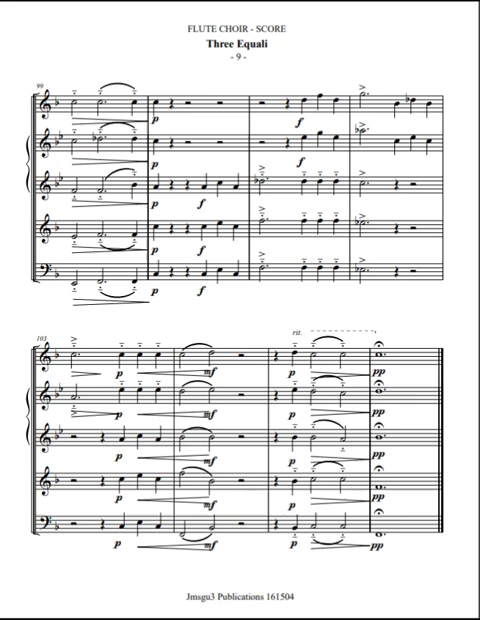 FLUTE CHOIR - SCORE
Three Equali
- 9 -
99
p
f
p
f
p
f
p
f
p
f
103
rit.
p
mf
p
pp
p
mf
p
pp
p
mf
p
pp
p
mf
p
pp
p
mf
p
pp
Jmsgu3 Publications 161504